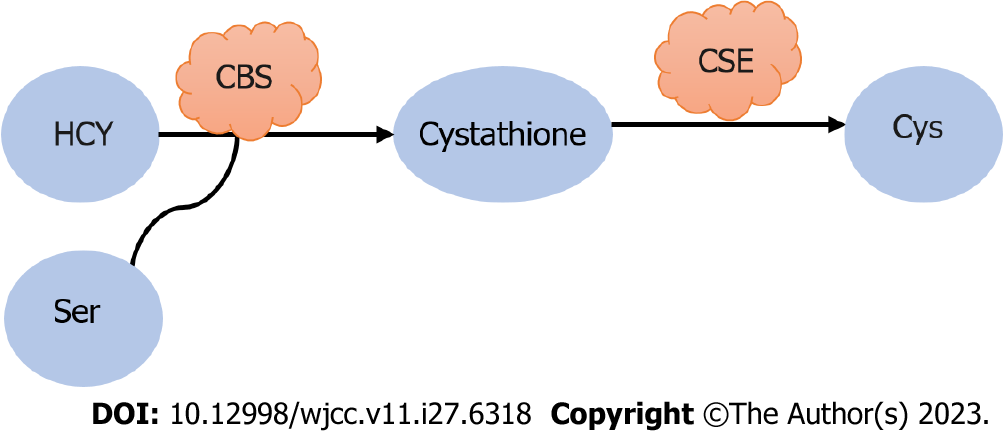 CBS
CSE
HCY
Cystathione
Cys
Ser
DOI: 10.12998/wjcc.v11.i27.6318 Copyright ©The Author(s) 2023.